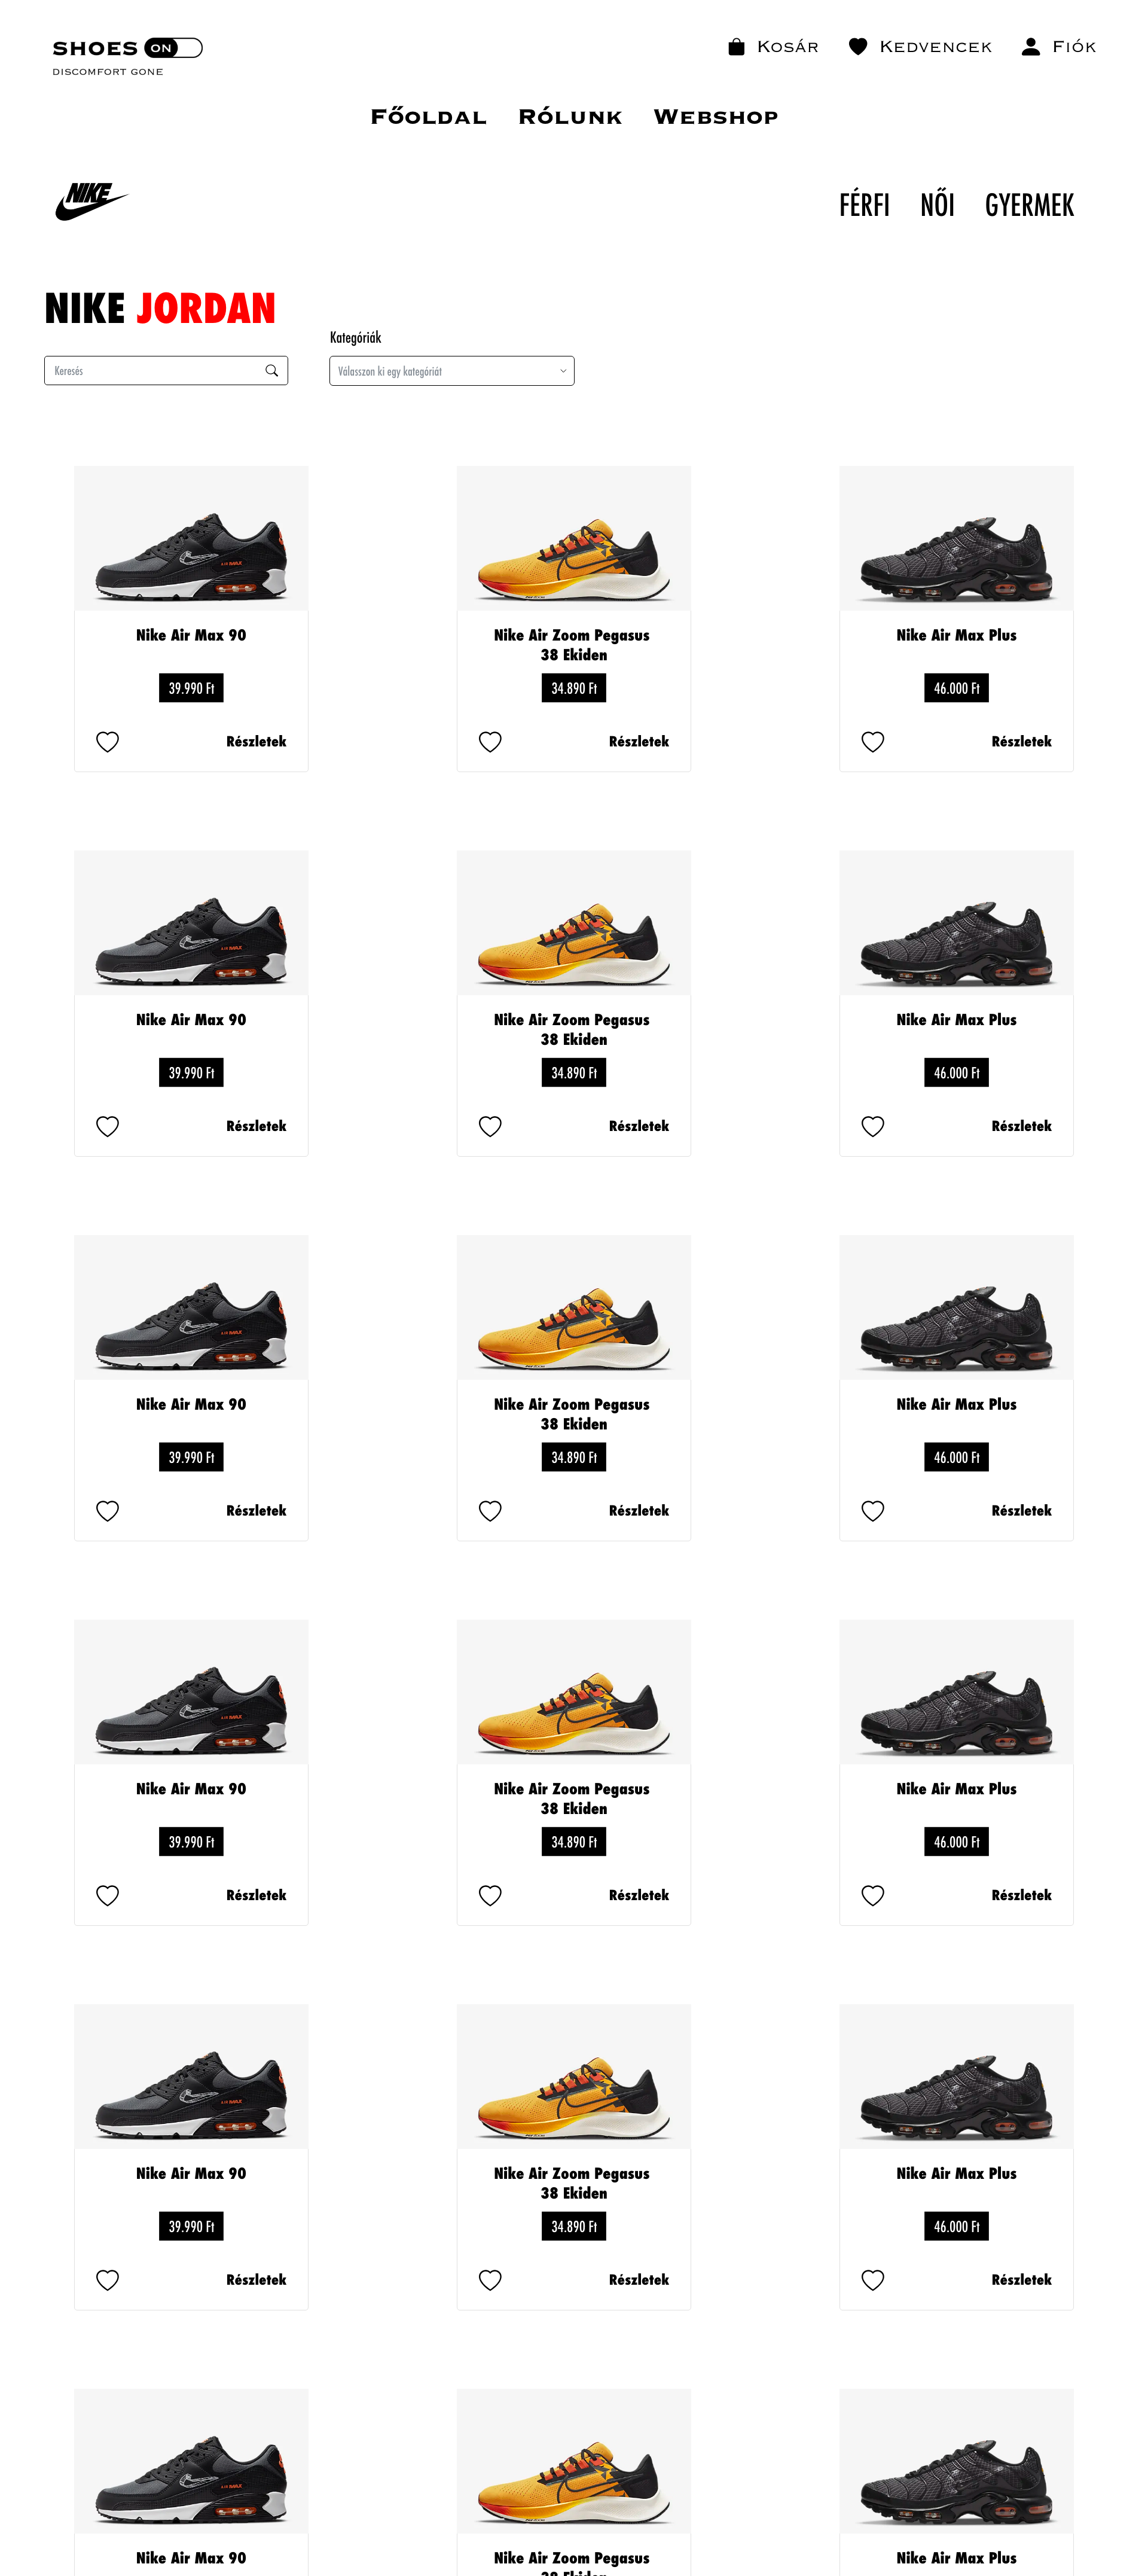 SHOES ON
DISCOMFORT GONE
KOSÁR KEDVENCEK FIÓK
FŐOLDAL RÓLUNK WEBSHOP
NIKE
FÉRFI NŐI GYERMEK
NIKE JORDAN
Kategóriák
Keresés
Válasszon ki egy kategóriát
Nike Air Max 90
39.990 Ft
Részletek
Nike Air Zoom Pegasus
38 Ekiden
34.890 Ft
Részletek
Nike Air Max Plus
46.000 Ft
Részletek
Nike Air Max 90
39.990 Ft
Részletek
Nike Air Zoom Pegasus
38 Ekiden
34.890 Ft
Részletek
Nike Air Max Plus
46.000 Ft
Részletek
Nike Air Max 90
39.990 Ft
Részletek
Nike Air Zoom Pegasus
38 Ekiden
34.890 Ft
Részletek
Nike Air Max Plus
46.000 Ft
Részletek
Nike Air Max 90
39.990 Ft
Részletek
Nike Air Zoom Pegasus
38 Ekiden
34.890 Ft
Részletek
Nike Air Max Plus
46.000 Ft
Részletek
Nike Air Max 90
39.990 Ft
Részletek
Nike Air Zoom Pegasus
38 Ekiden
34.890 Ft
Részletek
Nike Air Max Plus
46.000 Ft
Részletek
Nike Air Max 90
Nike Air Zoom Pegasus
38 Ekiden
Nike Air Max Plus